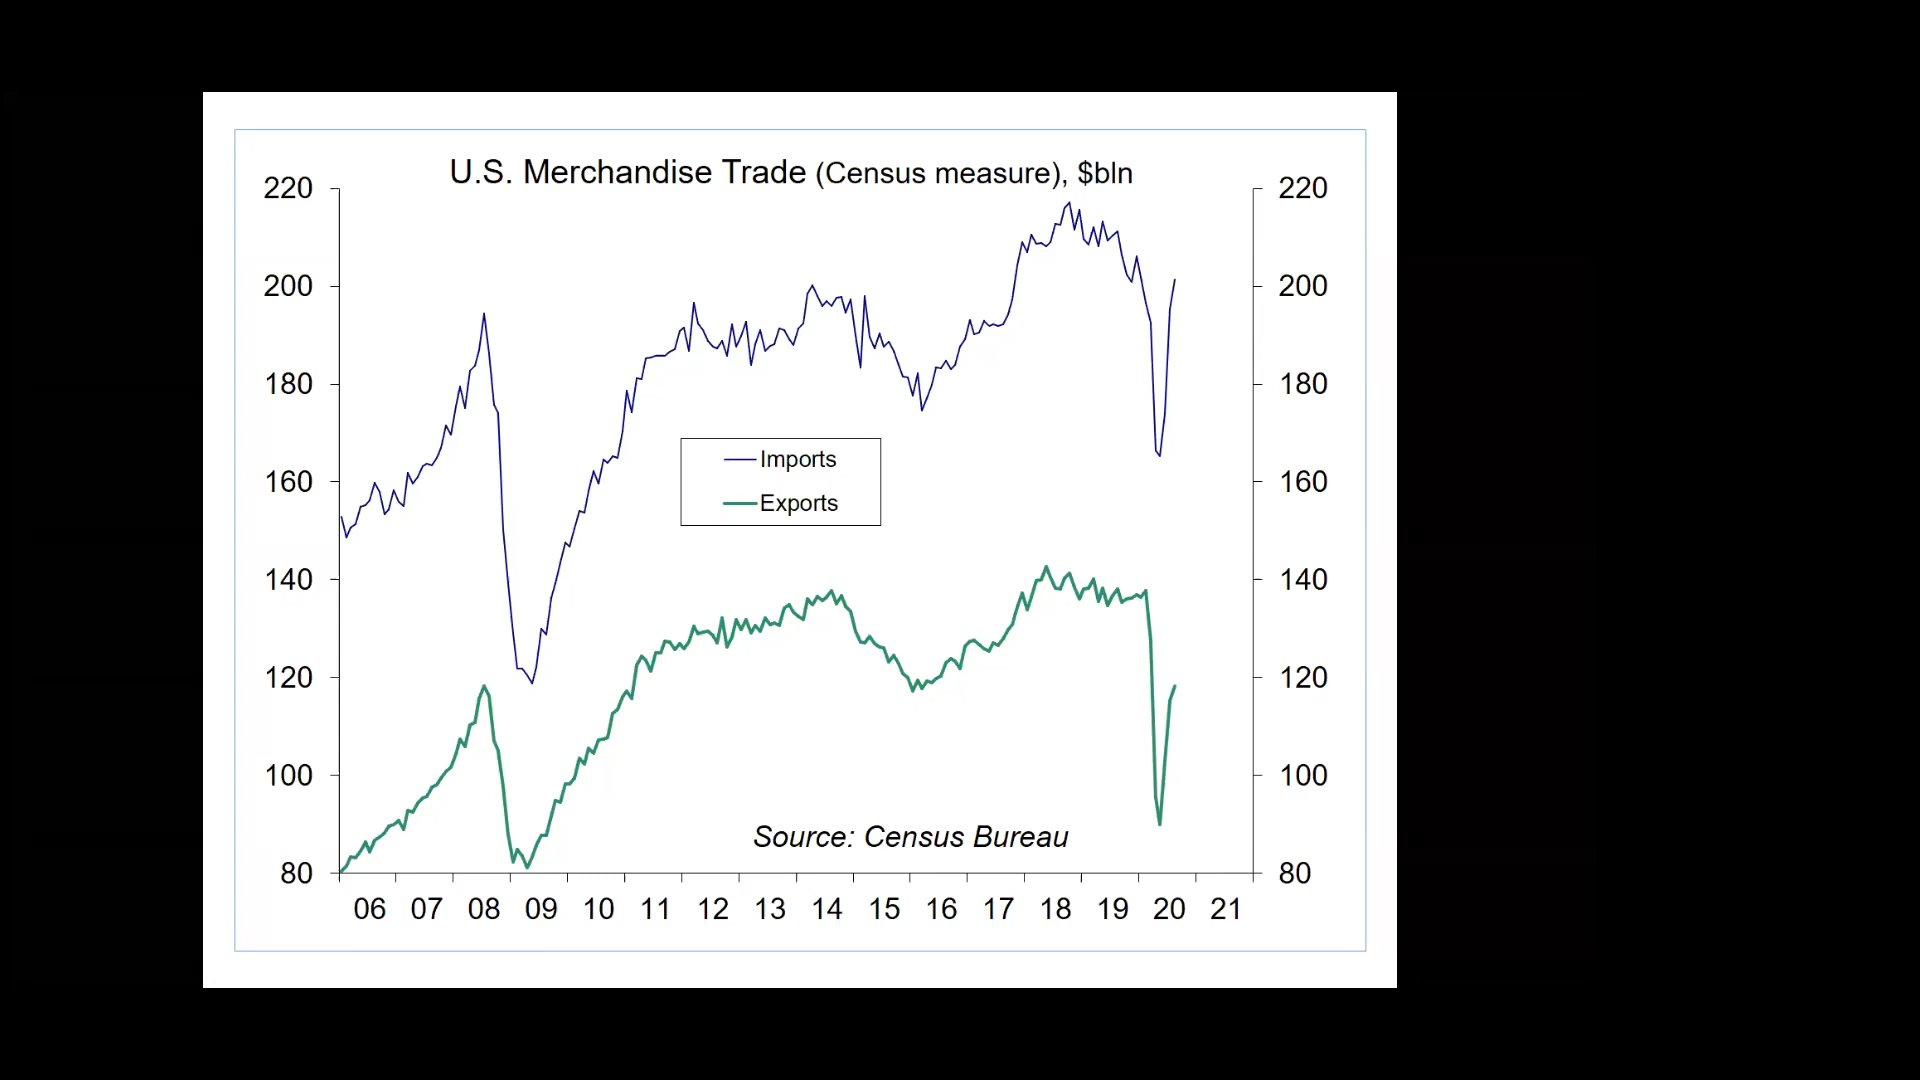 U.S. Merchandise Trade (Census measure), $bln
220 220
200 200
180 180
160 160
140 140
120 120
100 100
80 80
Imports
Exports
Source: Census Bureau
06 07 08 09 10 11 12 13 14 15 16 17 18 19 20 21